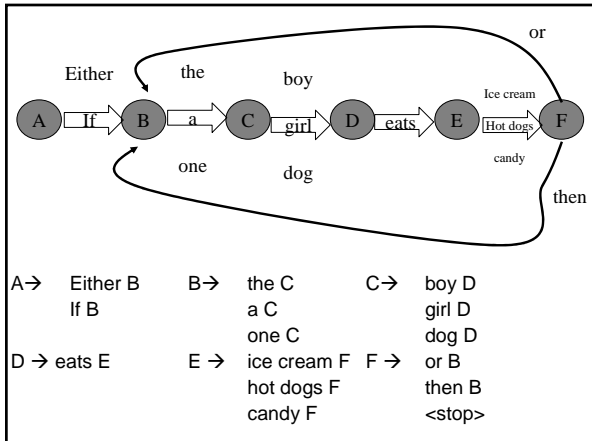 or
Either the boy
Ice cream
A If B a C girl D eats E Hot dogs F
candy
one dog
then
A→ Either B B→ the C C→ boy D
If B a C girl D
one C dog D
D → eats E E → ice cream F F → or B
hot dogs F then B
candy F <stop>